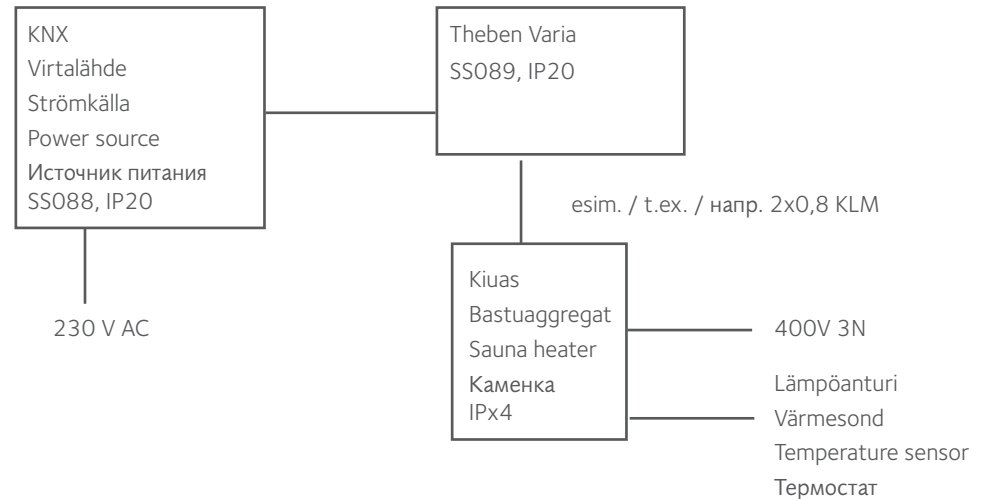 KNX
Virtalähde
Strömkälla
Power source
Источник питания
SS088, IP20
Theben Varia
SS089, IP20
esim. / t.ex. / напр. 2x0,8 KLM
230 V AC
Kiuas
Bastuaggregat
Sauna heater
Каменка
IPx4
400V 3N
Lämpöanturi
Värmesond
Temperature sensor
Термостат